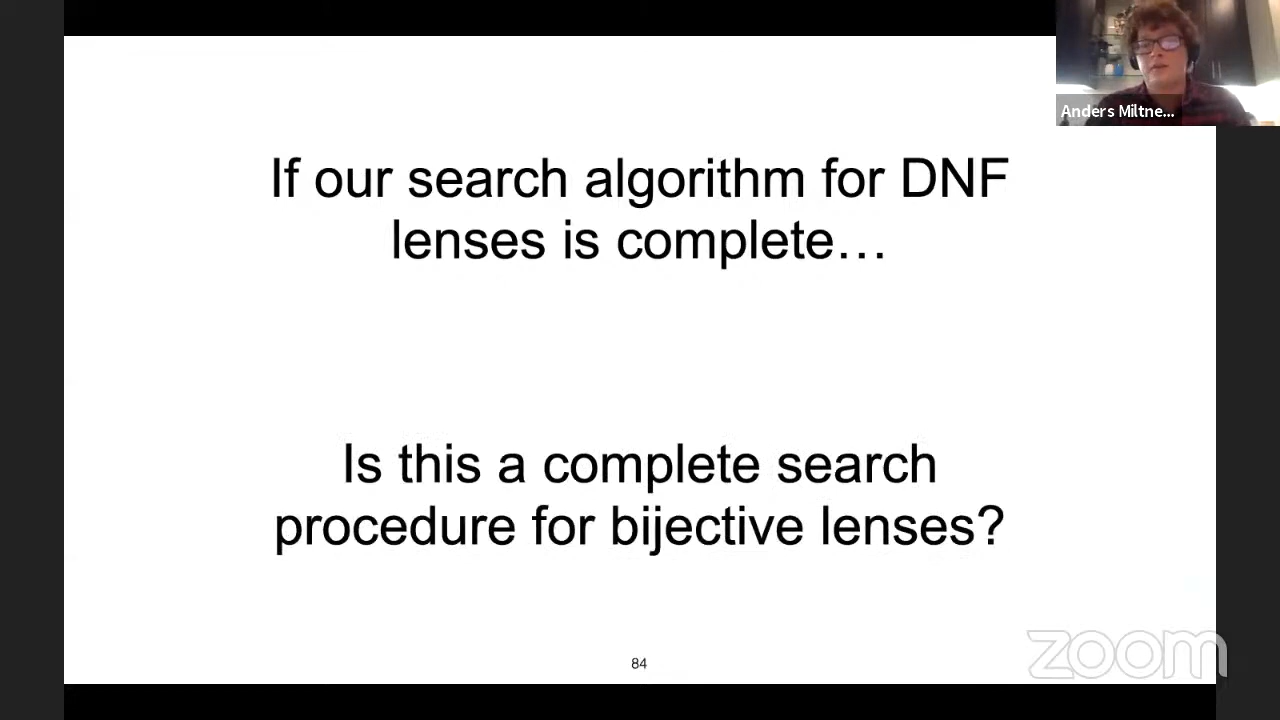 Anders Miltne...
If our search algorithm for DNF
lenses is complete…
Is this a complete search
procedure for bijective lenses?
84
zoom